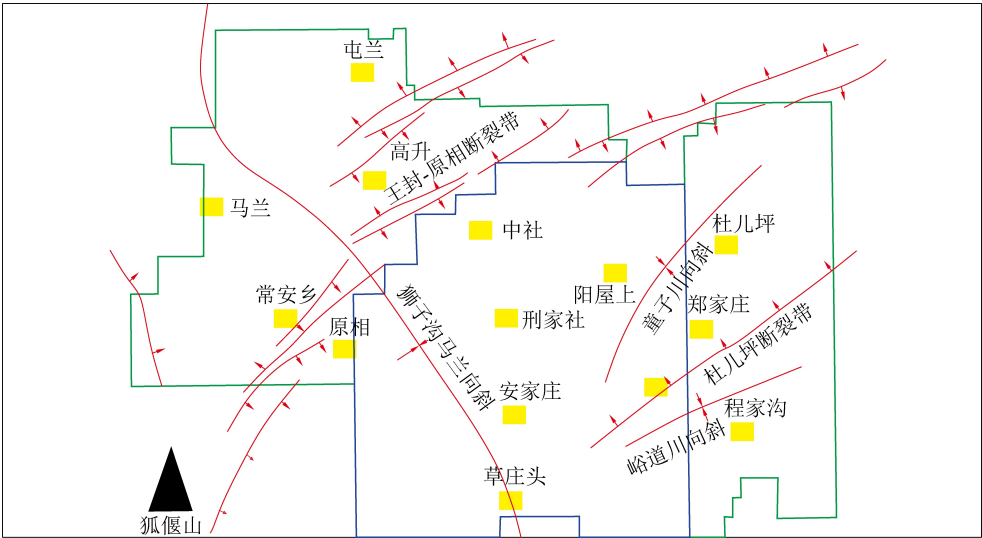 屯兰
高升
王封-原相断裂带
马兰
中社
杜儿坪
童子川向斜
阳屋上
常安乡
狮子沟马兰向斜
郑家庄
原相
刑家社
杜儿坪断裂带
安家庄
程家沟
峪道川向斜
草庄头
狐偃山